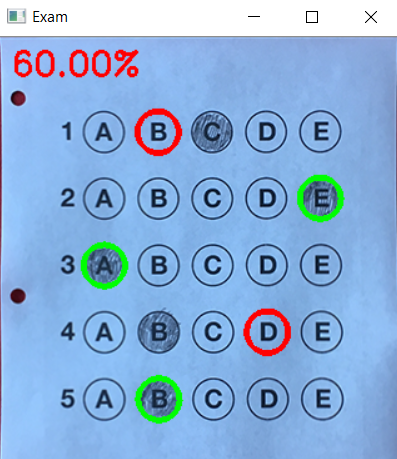 Exam
60.00%
1 A B C D E
2 A B C D E
3 A B C D E
4 A B C D E
5 A B C D E